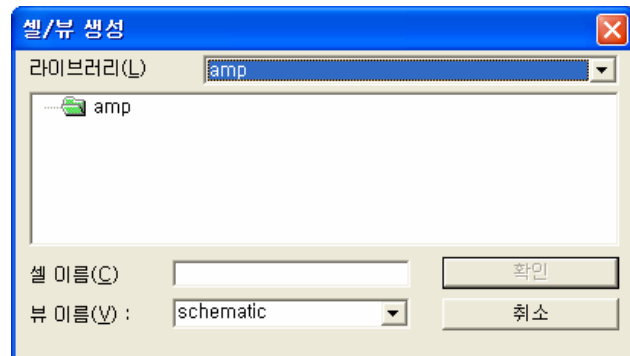 셀/뷰 생성
라이브러리(L) amp
amp
셀 이름(C) 확인
뷰 이름(V) : schematic 취소